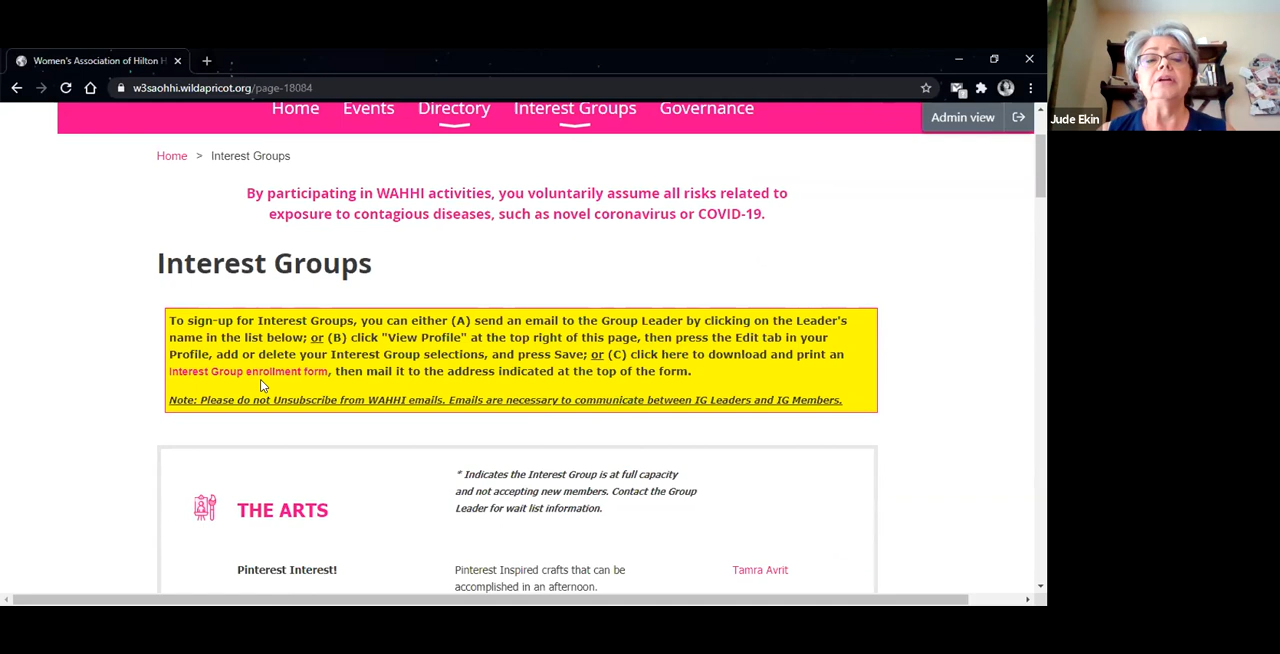 Women's Association of Hilton H
w3saohhi.wildapricot.org/page-18084
Home Events Directory Interest Groups Governance
Admin view
Jude Ekin
Home > Interest Groups
By participating in WAHHI activities, you voluntarily assume all risks related to
exposure to contagious diseases, such as novel coronavirus or COVID-19.
Interest Groups
To sign-up for Interest Groups, you can either (A) send an email to the Group Leader by clicking on the Leader's
name in the list below; or (B) click "View Profile" at the top right of this page, then press the Edit tab in your
Profile, add or delete your Interest Group selections, and press Save; or (C) click here to download and print an
Interest Group enrollment form, then mail it to the address indicated at the top of the form.
Note: Please do not Unsubscribe from WAHHI emails. Emails are necessary to communicate between IG Leaders and IG Members.
* Indicates the Interest Group is at full capacity
and not accepting new members. Contact the Group
Leader for wait list information.
THE ARTS
Pinterest Interest! Pinterest Inspired crafts that can be Tamra Avrit
accomplished in an afternoon.